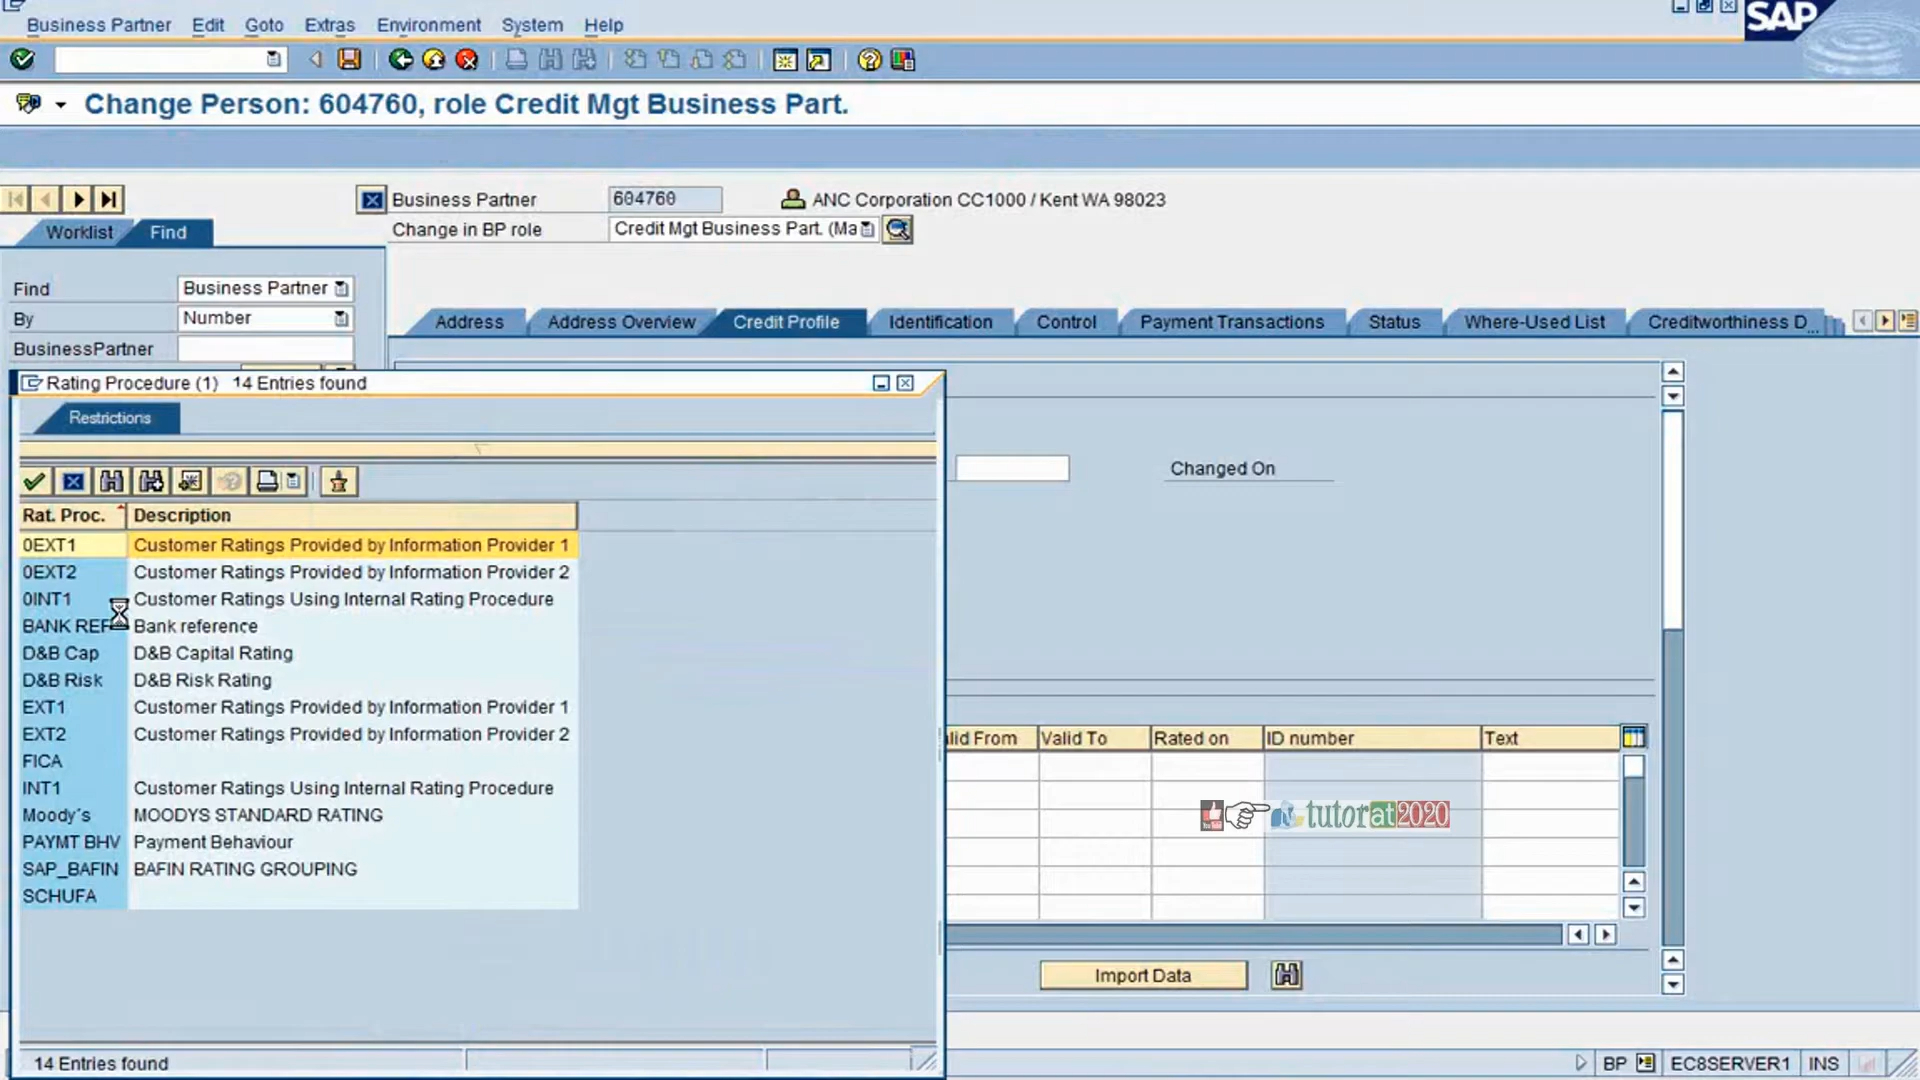 Business Partner Edit Goto Extras Environment System Help
SAP
Change Person: 604760, role Credit Mgt Business Part.
Business Partner 604760 ANC Corporation CC1000 / Kent WA 98023
Worklist Find
Change in BP role Credit Mgt Business Part. (Ma
Find Business Partner
By Number
BusinessPartner
Address Address Overview Credit Profile Identification Control Payment Transactions Status Where-Used List Creditworthiness D...
Rating Procedure (1) 14 Entries found
Restrictions
Changed On
Rat. Proc. Description
0EXT1 Customer Ratings Provided by Information Provider 1
0EXT2 Customer Ratings Provided by Information Provider 2
0INT1 Customer Ratings Using Internal Rating Procedure
BANK REF Bank reference
D&B Cap D&B Capital Rating
D&B Risk D&B Risk Rating
EXT1 Customer Ratings Provided by Information Provider 1
EXT2 Customer Ratings Provided by Information Provider 2
FICA
INT1 Customer Ratings Using Internal Rating Procedure
Moody´s MOODYS STANDARD RATING
PAYMT BHV Payment Behaviour
SAP_BAFIN BAFIN RATING GROUPING
SCHUFA
lid From Valid To Rated on ID number Text
tutorat2020
Import Data
14 Entries found
BP EC8SERVER1 INS